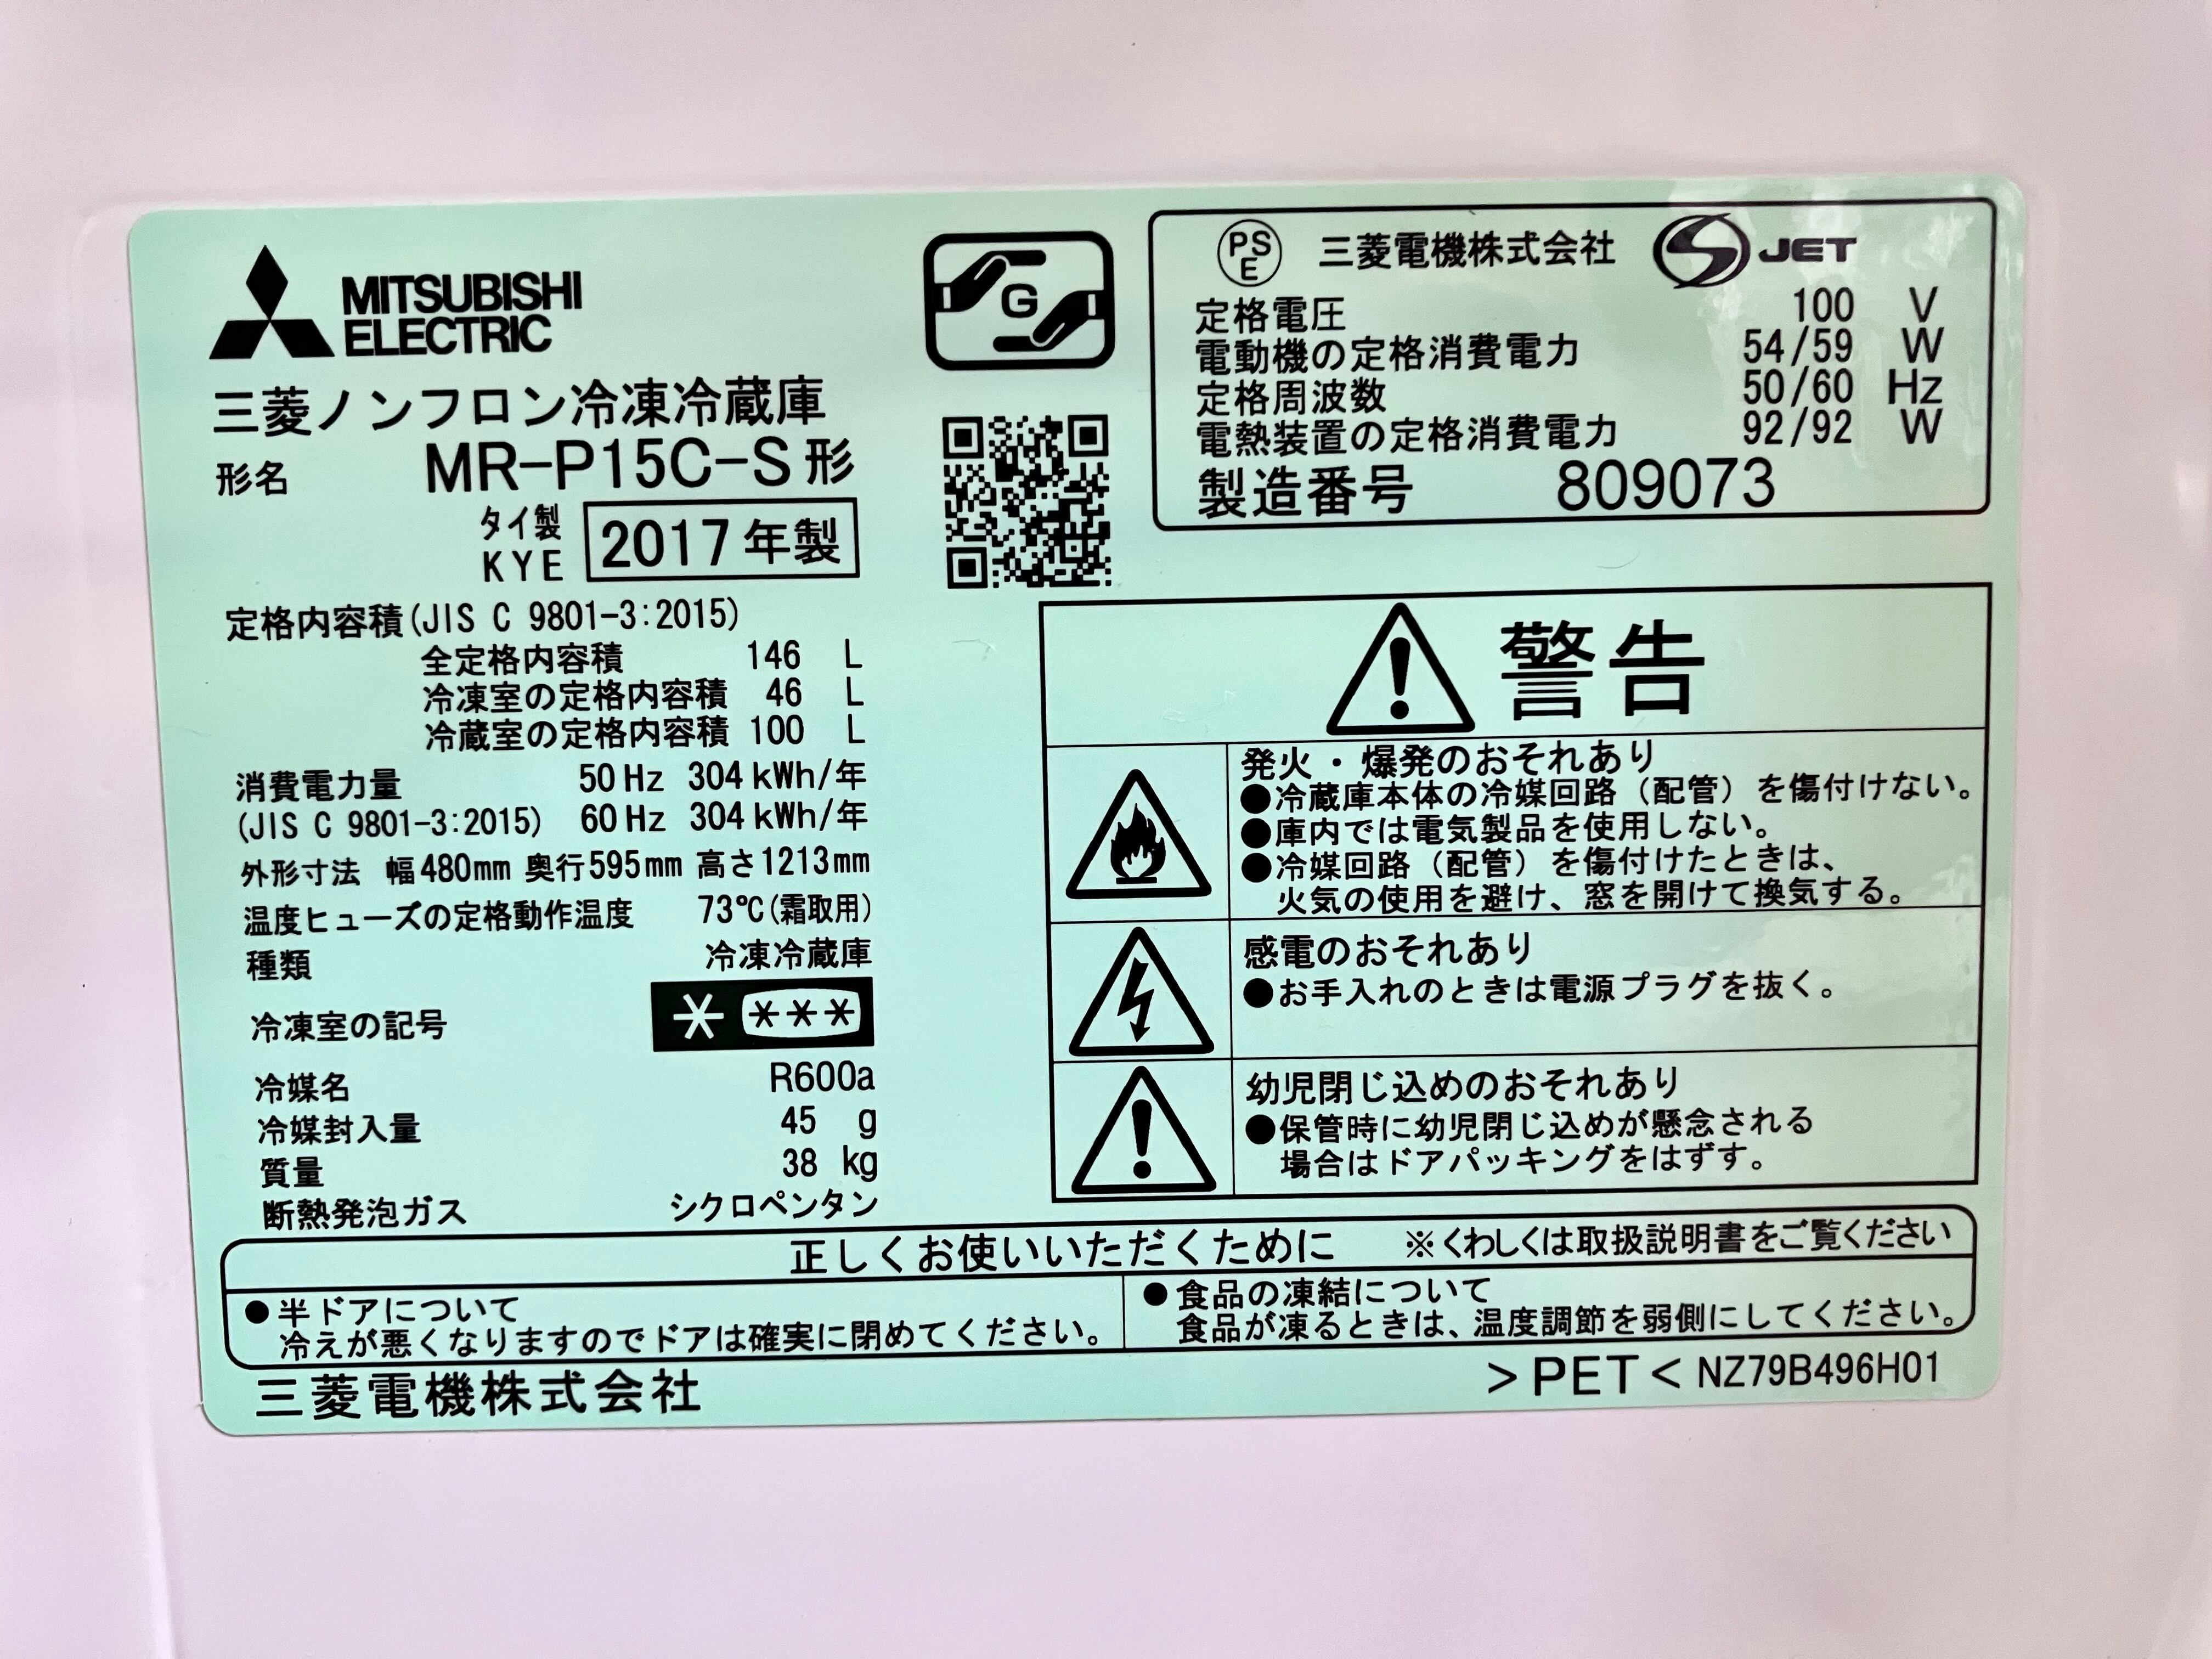 MITSUBISHI
ELECTRIC
三菱ノンフロン冷凍冷蔵庫
形名 MR-P15C-S 形
タイ製
KYE
2017年製
定格内容積(JIS C 9801-3:2015)
全定格内容積 146 L
冷凍室の定格内容積 46 L
冷蔵室の定格内容積 100 L
消費電力量 50 Hz 304 kWh/年
(JIS C 9801-3:2015) 60 Hz 304 kWh/年
外形寸法 幅480mm 奥行595mm 高さ1213mm
温度ヒューズの定格動作温度 73℃(霜取用)
種類 冷凍冷蔵庫
冷凍室の記号 * ***
冷媒名 R600a
冷媒封入量 45 g
質量 38 kg
断熱発泡ガス シクロペンタン
G
PSE 三菱電機株式会社 S JET
定格電圧 100 V
電動機の定格消費電力 54/59 W
定格周波数 50/60 Hz
電熱装置の定格消費電力 92/92 W
製造番号 809073
警告
発火・爆発のおそれあり
●冷蔵庫本体の冷媒回路(配管)を傷付けない。
●庫内では電気製品を使用しない。
●冷媒回路(配管)を傷付けたときは、
火気の使用を避け、窓を開けて換気する。
感電のおそれあり
●お手入れのときは電源プラグを抜く。
幼児閉じ込めのおそれあり
●保管時に幼児閉じ込めが懸念される
場合はドアパッキングをはずす。
正しくお使いいただくために ※くわしくは取扱説明書をご覧ください
●半ドアについて
冷えが悪くなりますのでドアは確実に閉めてください。
●食品の凍結について
食品が凍るときは、温度調節を弱側にしてください。
三菱電機株式会社
>PET< NZ79B496H01